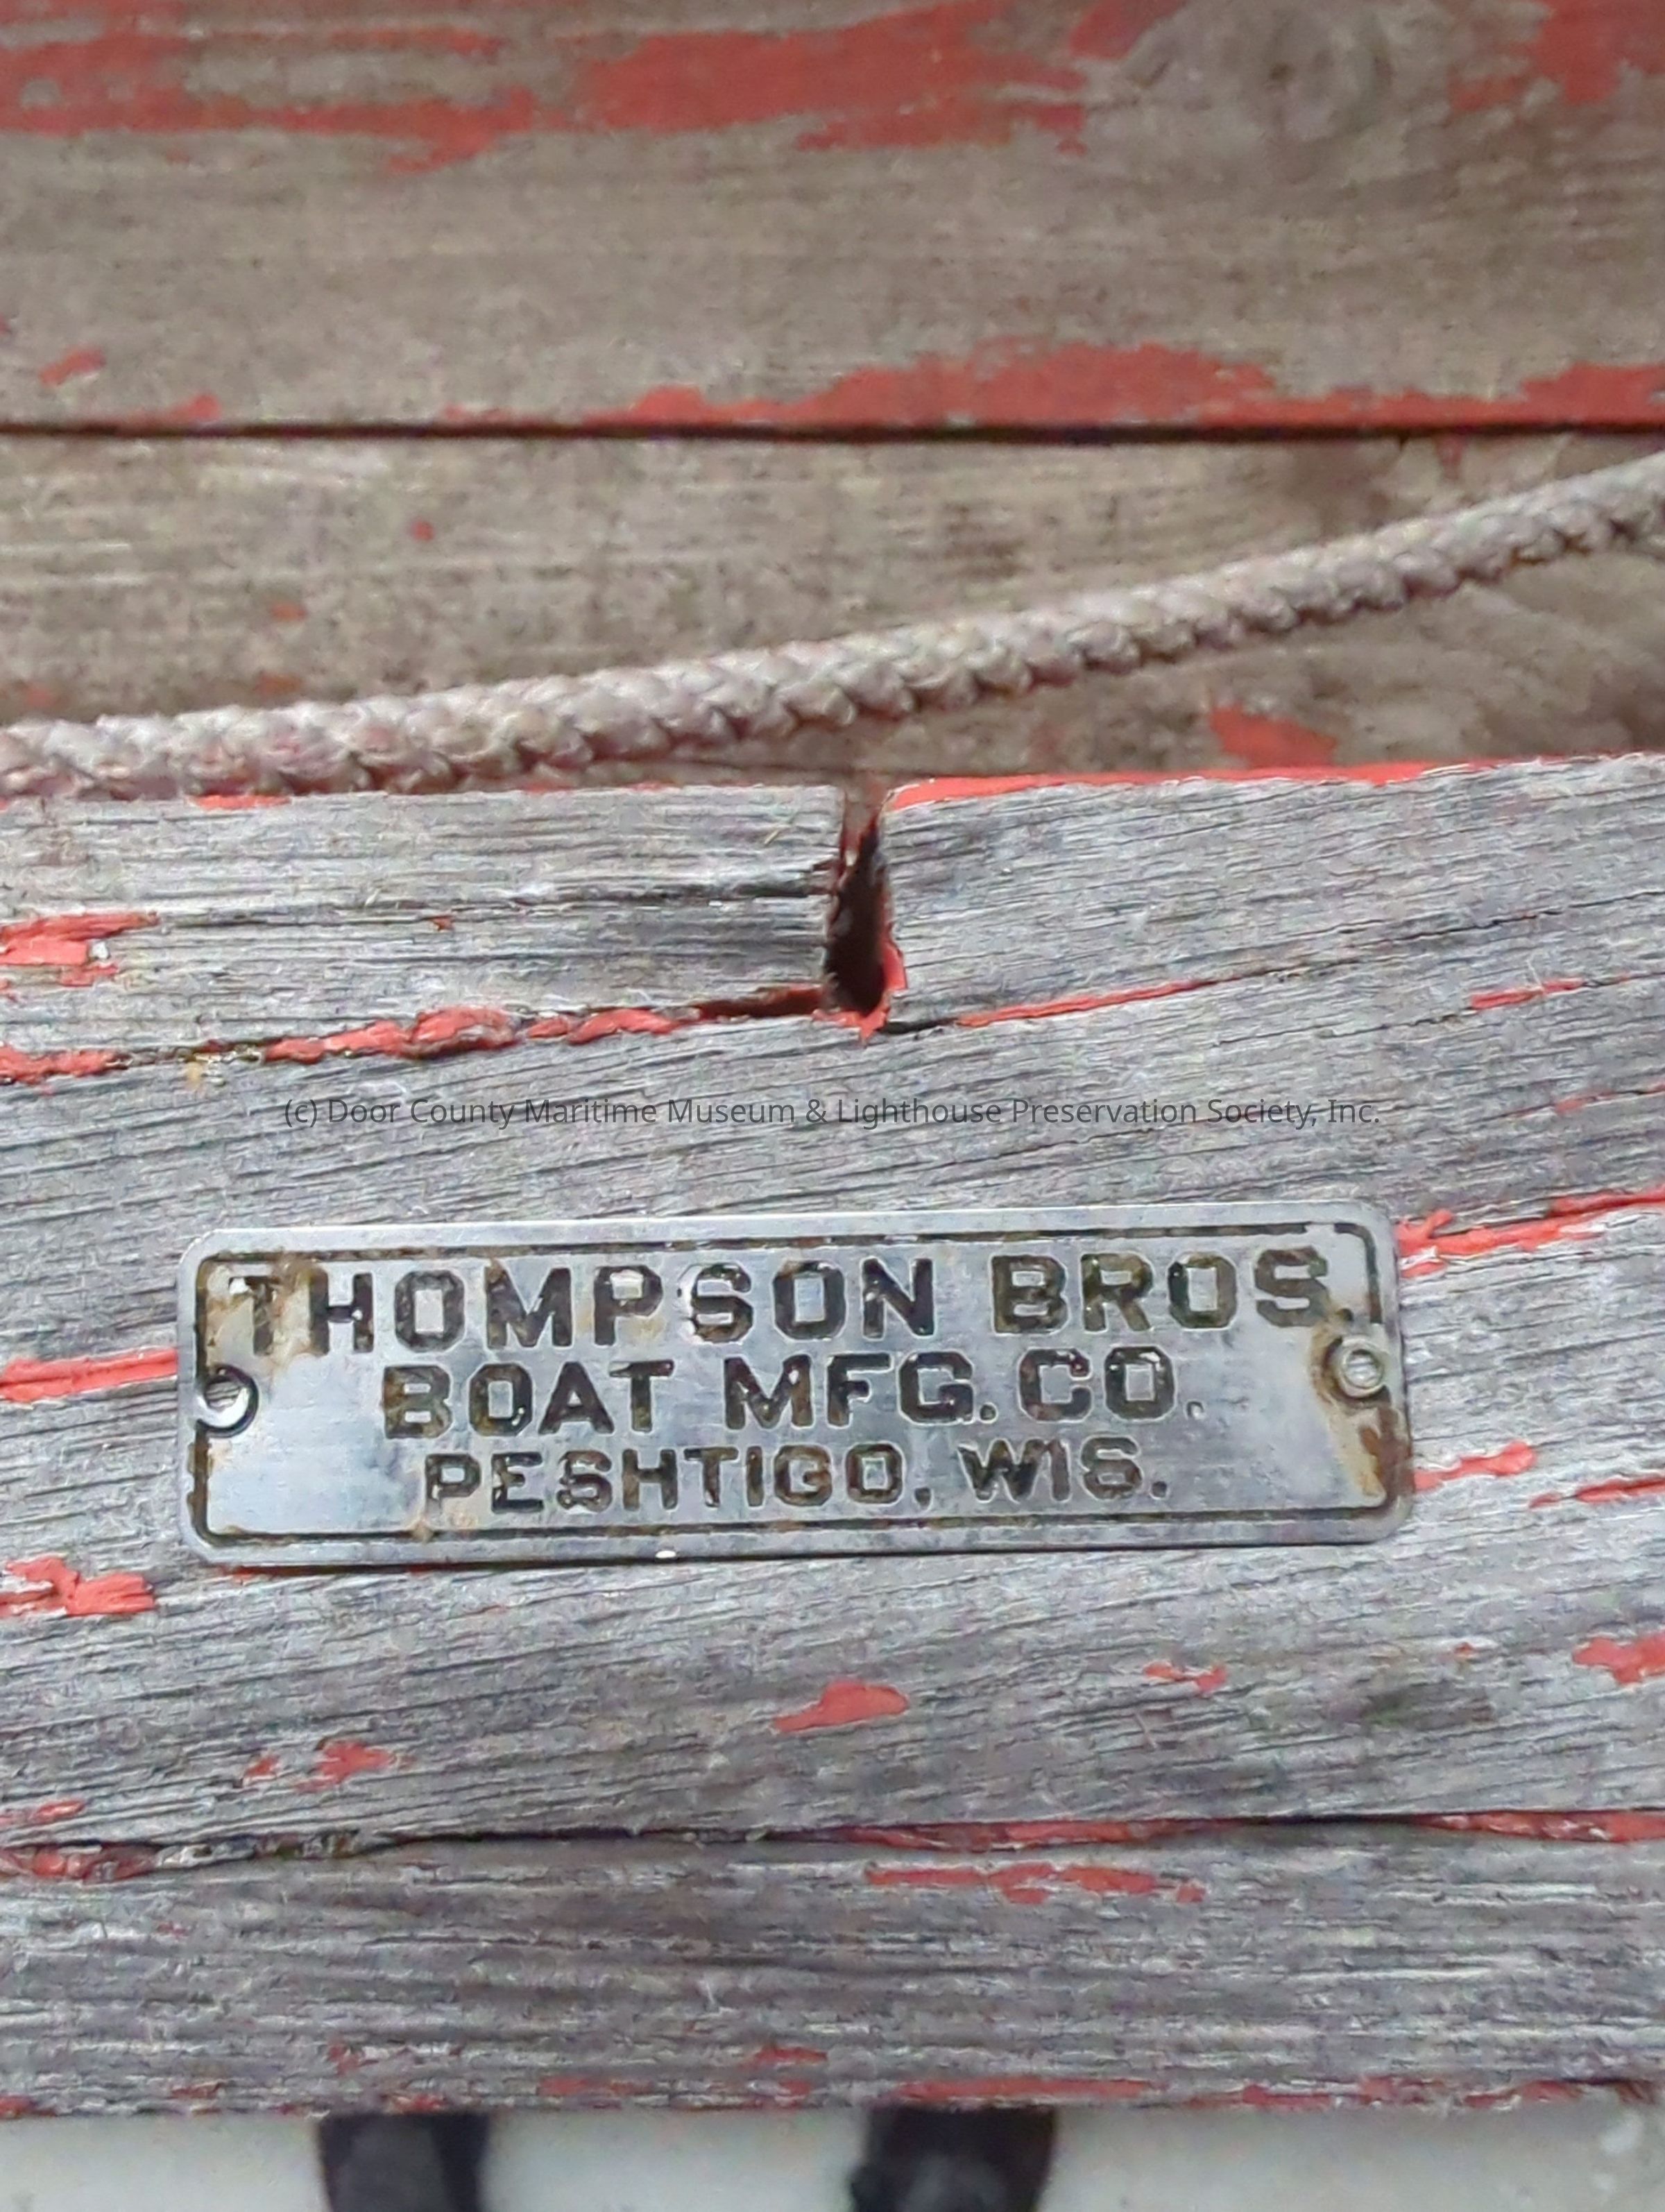 (c) Door County Maritime Museum & Lighthouse Preservation Society, Inc.
THOMPSON BROS.
BOAT MFG. CO.
PESHTIGO, WIS.